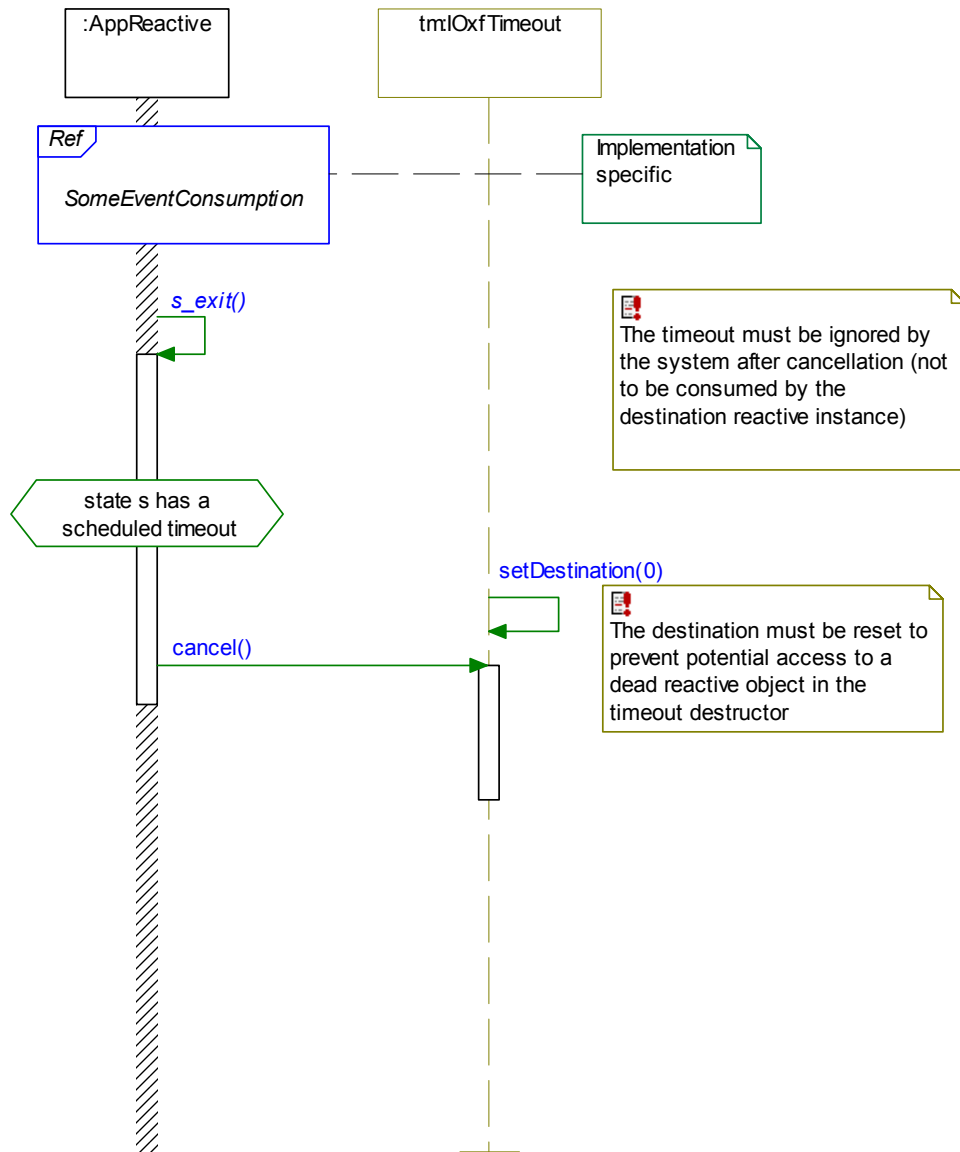 :AppReactive
tm:IOxfTimeout
Ref
SomeEventConsumption
Implementation
specific
s_exit()
The timeout must be ignored by
the system after cancellation (not
to be consumed by the
destination reactive instance)
state s has a
scheduled timeout
setDestination(0)
The destination must be reset to
prevent potential access to a
dead reactive object in the
timeout destructor
cancel()